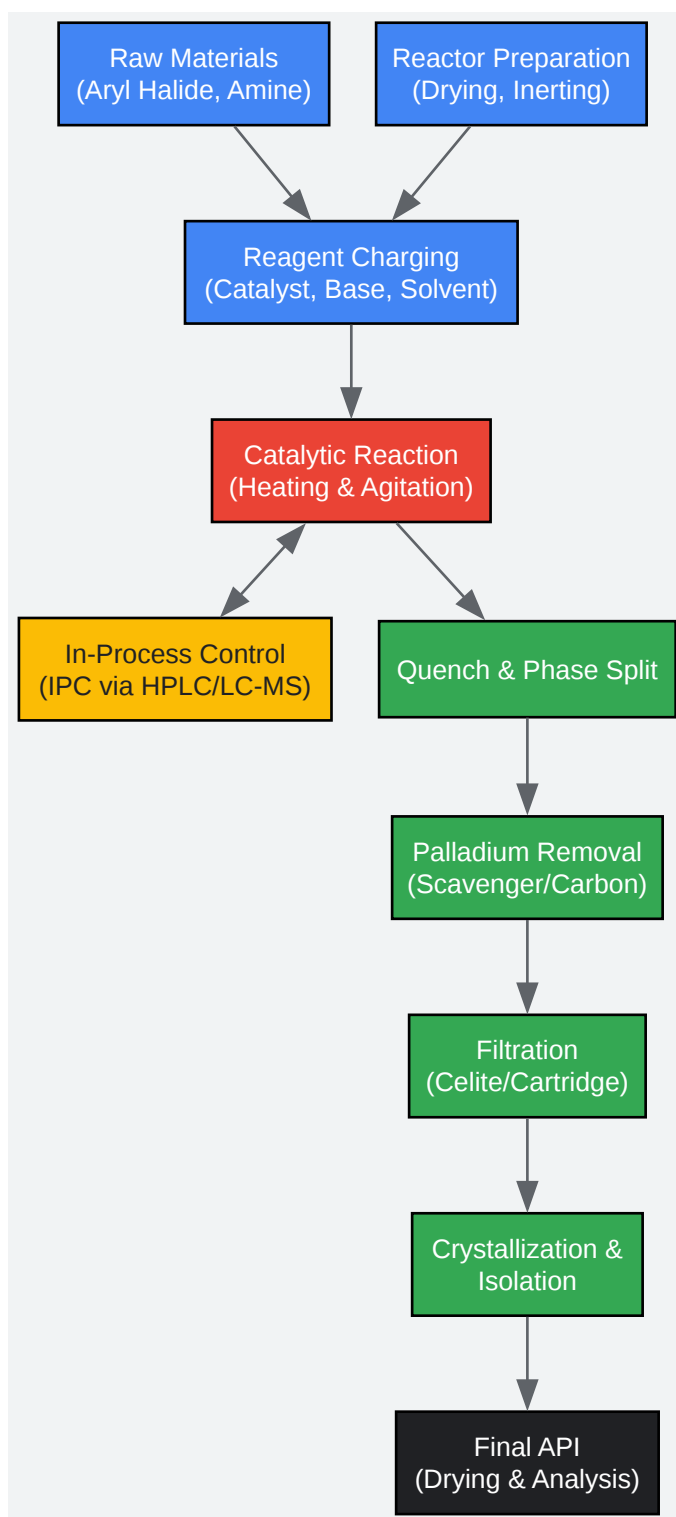 Raw Materials
(Aryl Halide, Amine)
Reactor Preparation
(Drying, Inerting)
Reagent Charging
(Catalyst, Base, Solvent)
Catalytic Reaction
(Heating & Agitation)
In-Process Control
(IPC via HPLC/LC-MS)
Quench & Phase Split
Palladium Removal
(Scavenger/Carbon)
Filtration
(Celite/Cartridge)
Crystallization &
Isolation
Final API
(Drying & Analysis)